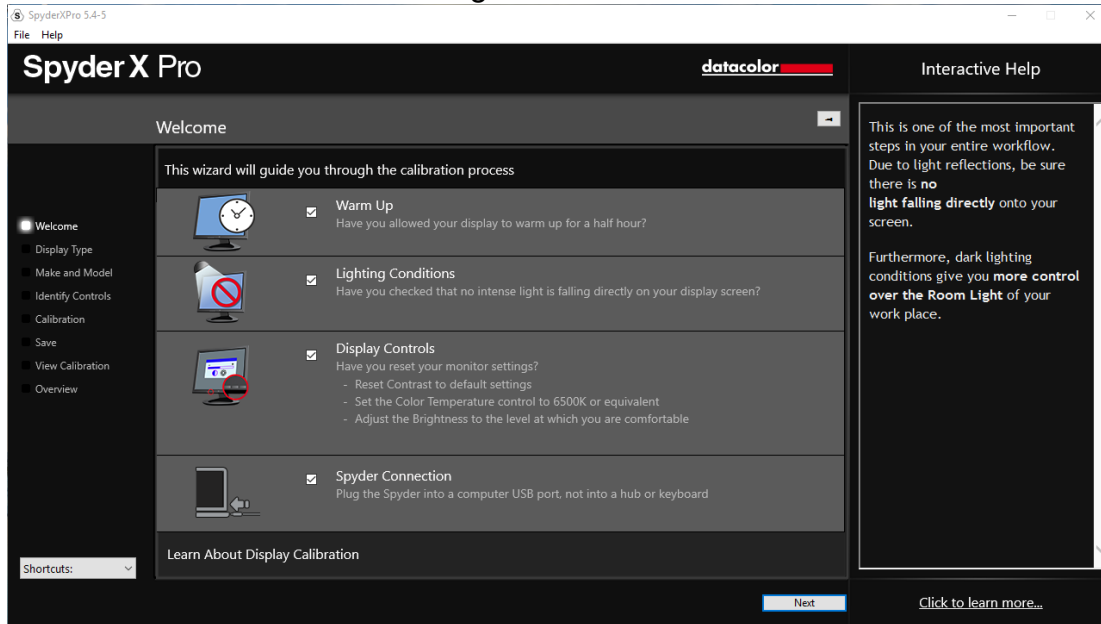 SpyderXPro 5.4-5
File Help
Spyder X Pro
datacolor
Interactive Help
Welcome
This wizard will guide you through the calibration process
Warm Up
Have you allowed your display to warm up for a half hour?
Lighting Conditions
Have you checked that no intense light is falling directly on your display screen?
Display Controls
Have you reset your monitor settings?
- Reset Contrast to default settings
- Set the Color Temperature control to 6500K or equivalent
- Adjust the Brightness to the level at which you are comfortable
Spyder Connection
Plug the Spyder into a computer USB port, not into a hub or keyboard
Learn About Display Calibration
Welcome
Display Type
Make and Model
Identify Controls
Calibration
Save
View Calibration
Overview
Shortcuts:
Next
This is one of the most important
steps in your entire workflow.
Due to light reflections, be sure
there is no
light falling directly onto your
screen.
Furthermore, dark lighting
conditions give you more control
over the Room Light of your
work place.
Click to learn more...